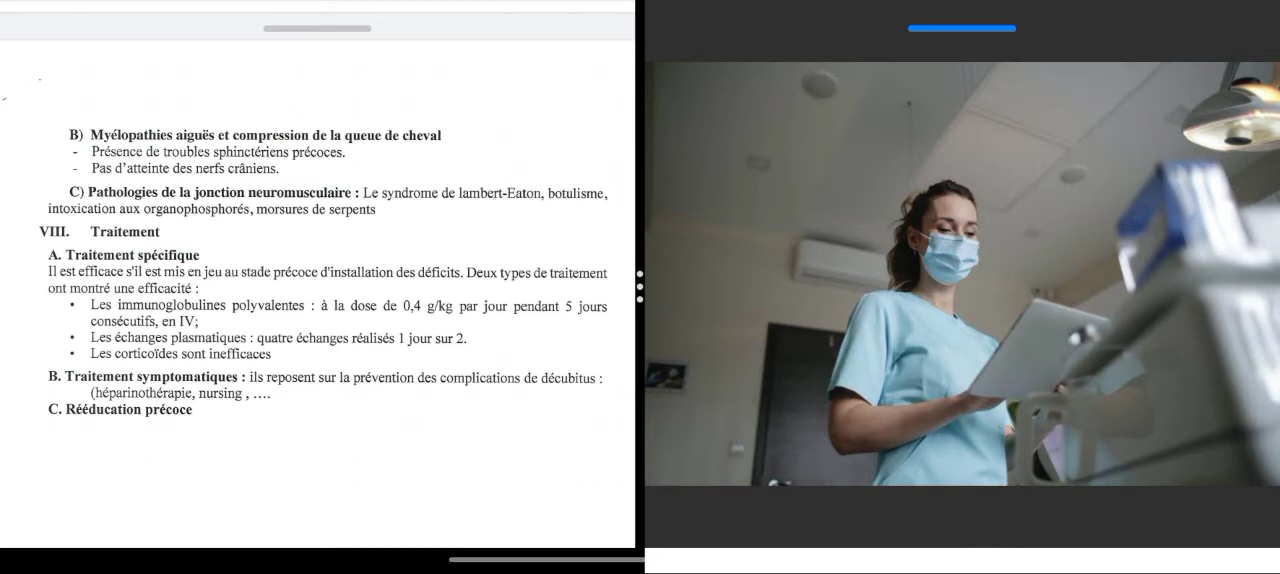 B) Myélopathies aiguës et compression de la queue de cheval
- Présence de troubles sphinctériens précoces.
- Pas d'atteinte des nerfs crâniens.
C) Pathologies de la jonction neuromusculaire : Le syndrome de lambert-Eaton, botulisme,
intoxication aux organophosphorés, morsures de serpents
VIII. Traitement
A. Traitement spécifique
Il est efficace s'il est mis en jeu au stade précoce d'installation des déficits. Deux types de traitement
ont montré une efficacité :
• Les immunoglobulines polyvalentes : à la dose de 0,4 g/kg par jour pendant 5 jours
consécutifs, en IV;
• Les échanges plasmatiques : quatre échanges réalisés 1 jour sur 2.
• Les corticoïdes sont inefficaces
B. Traitement symptomatiques : ils reposent sur la prévention des complications de décubitus :
(héparinothérapie, nursing , ….
C. Rééducation précoce